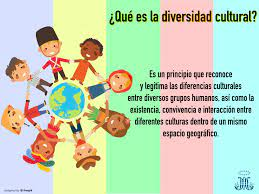 ¿Qué es la diversidad cultural?
Es un principio que reconoce
y legitima las diferencias culturales
entre diversos grupos humanos, así como la
existencia, convivencia e interacción entre
diferentes culturas dentro de un mismo
espacio geográfico.